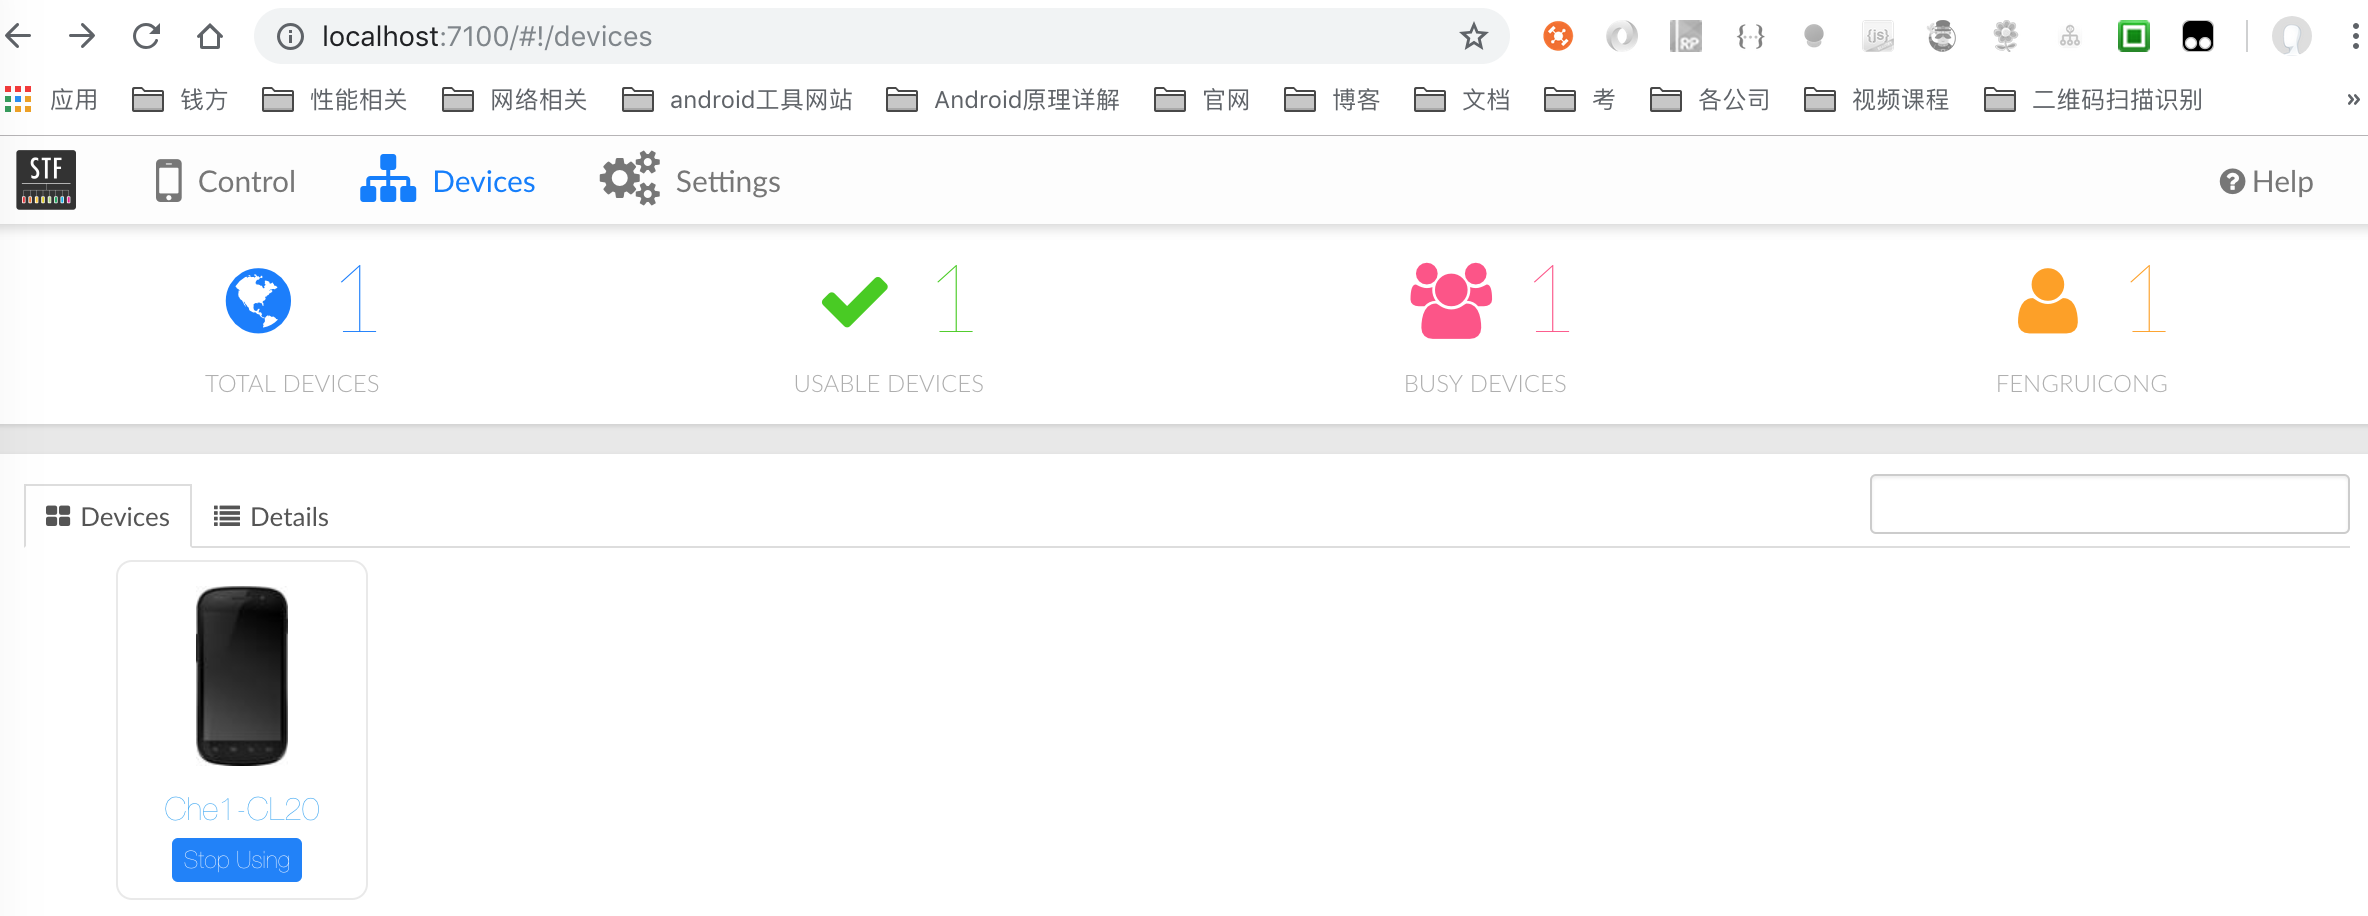 localhost:7100/#!/devices
RP
{··}
{js}
应用 钱方 性能相关 网络相关 android工具网站 Android原理详解 官网 博客 文档 考 各公司 视频课程 二维码扫描识别 »
STF Control Devices Settings Help
1 1 1 1
TOTAL DEVICES USABLE DEVICES BUSY DEVICES FENGRUICONG
Devices Details
Che1-CL20
Stop Using